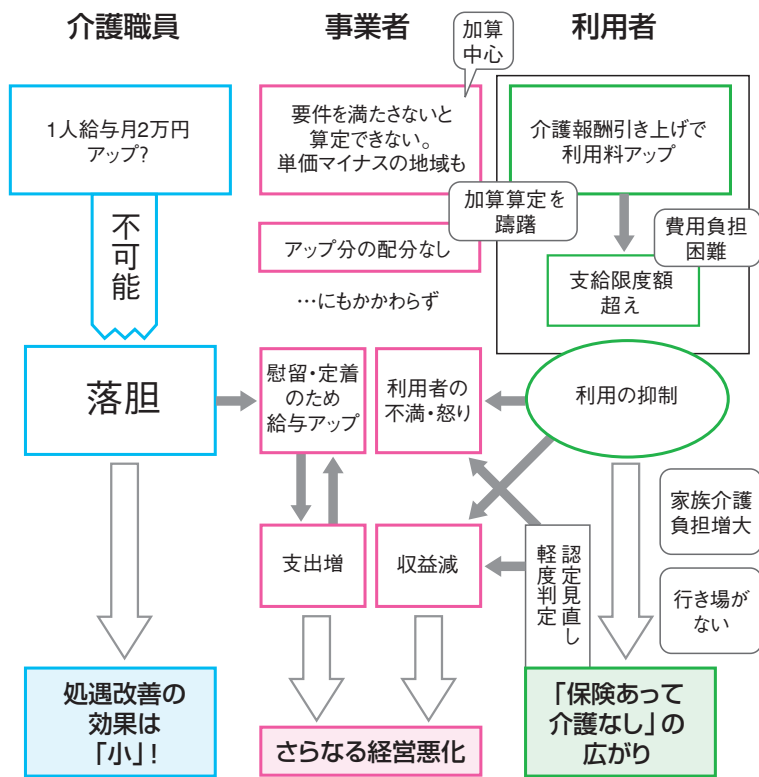 介護職員
事業者
利用者
加算
中心
1人給与月2万円
アップ?
要件を満たさないと
算定できない。
単価マイナスの地域も
介護報酬引き上げで
利用料アップ
不可能
加算算定を
躊躇
費用負担
困難
アップ分の配分なし
支給限度額
超え
…にもかかわらず
落胆
慰留・定着
のため
給与アップ
利用者の
不満・怒り
利用の抑制
家族介護
負担増大
支出増
収益減
認定見直し
軽度判定
行き場が
ない
処遇改善の
効果は
「小」!
さらなる経営悪化
「保険あって
介護なし」の
広がり